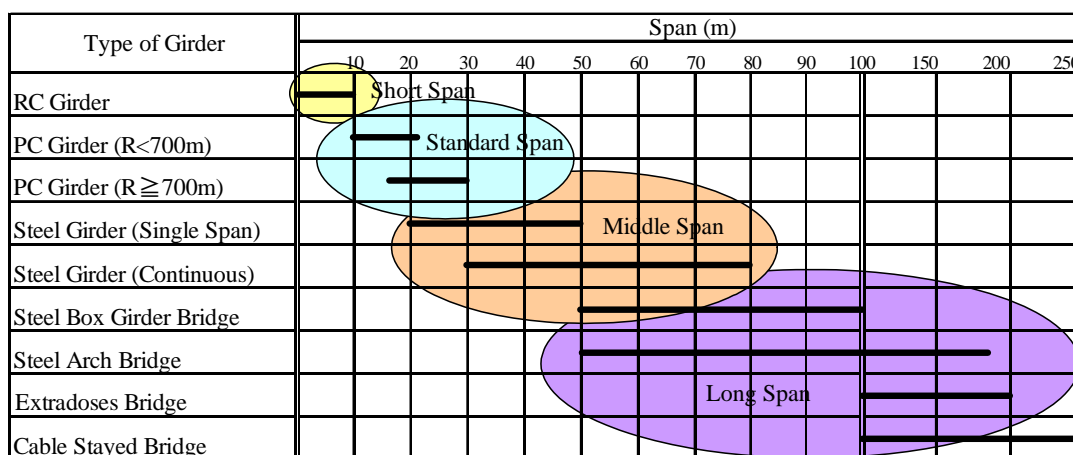 Type of Girder
Span (m)
10 20 30 40 50 60 70 80 90 100 150 200 250
RC Girder
Short Span
PC Girder (R<700m)
Standard Span
PC Girder (R≧700m)
Steel Girder (Single Span)
Middle Span
Steel Girder (Continuous)
Steel Box Girder Bridge
Steel Arch Bridge
Extradoses Bridge
Long Span
Cable Stayed Bridge